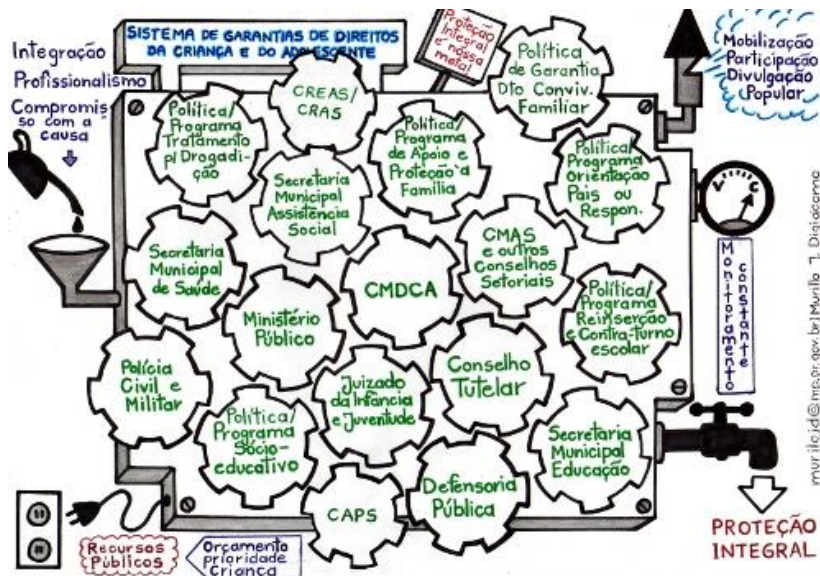 SISTEMA DE GARANTIAS DE DIREITOS
DA CRIANÇA E DO ADOLESCENTE
Integração
Profissionalismo
Compromis
so com a
causa
Proteção
Integral
é nossa
meta!
Política
de Garantia
Dto Conviv.
Familiar
Mobilização
Participação
Divulgação
Popular
Política/
Programa
Tratamento
p/ Drogadi-
ção
CREAS/
CRAS
Política/
Programa
de Apoio e
Proteção à
Família
Política/
Programa
Orientação
Pais ou
Respon.
Secretaria
Municipal
Assistência
Social
V C
Monitoramento
constante
Secretaria
Municipal
de Saúde
CMDCA
CMAS
e outros
Conselhos
Setoriais
Ministério
Público
Política/
Programa
Reinserção
e Contra-turno
escolar
Polícia
Civil e
Militar
Juizado
da Infância
e Juventude
Conselho
Tutelar
Política/
Programa
Sócio-
educativo
Secretaria
Municipal
Educação
CAPS
Defensoria
Pública
Recursos
Públicos
Orçamento
prioridade
Criança
PROTEÇÃO
INTEGRAL
murilojd@mp.pr.gov.br|Murillo J. Digiácomo